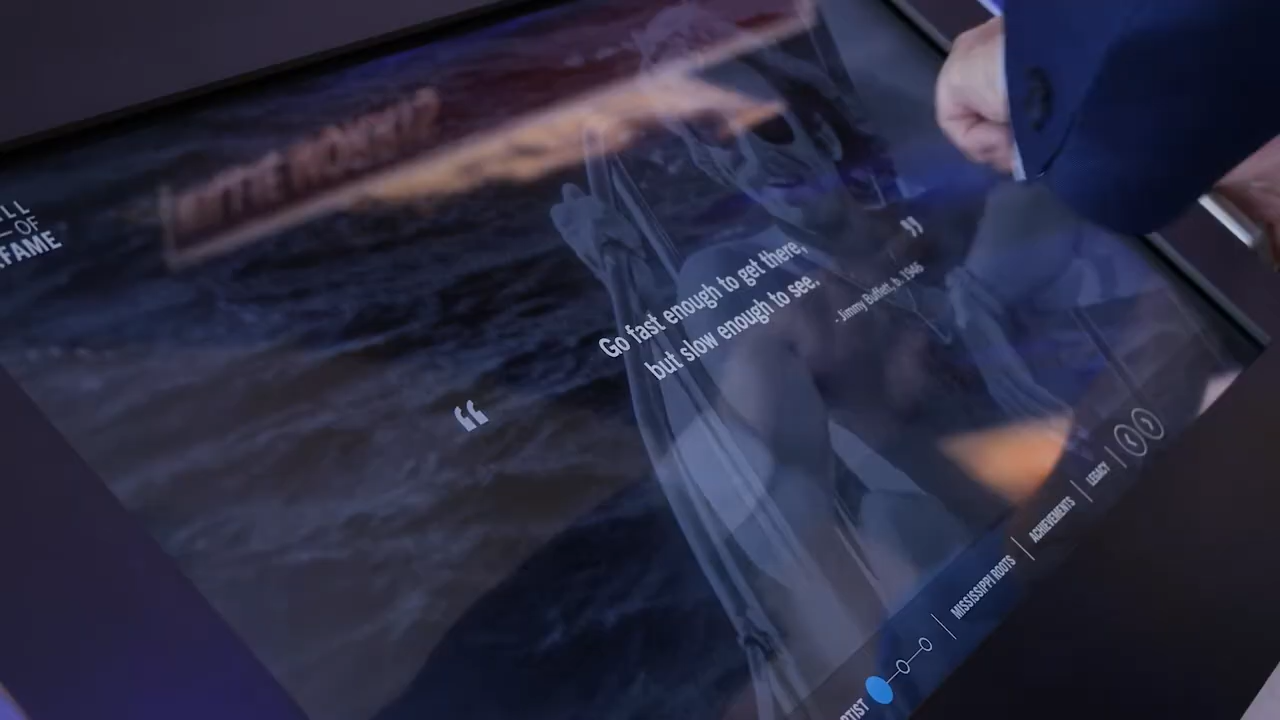 OF
FAME
“
Go fast enough to get there,
but slow enough to see.
”
- Jimmy Buffett, b. 1946
MISSISSIPPI ROOTS | ACHIEVEMENTS | LEGACY